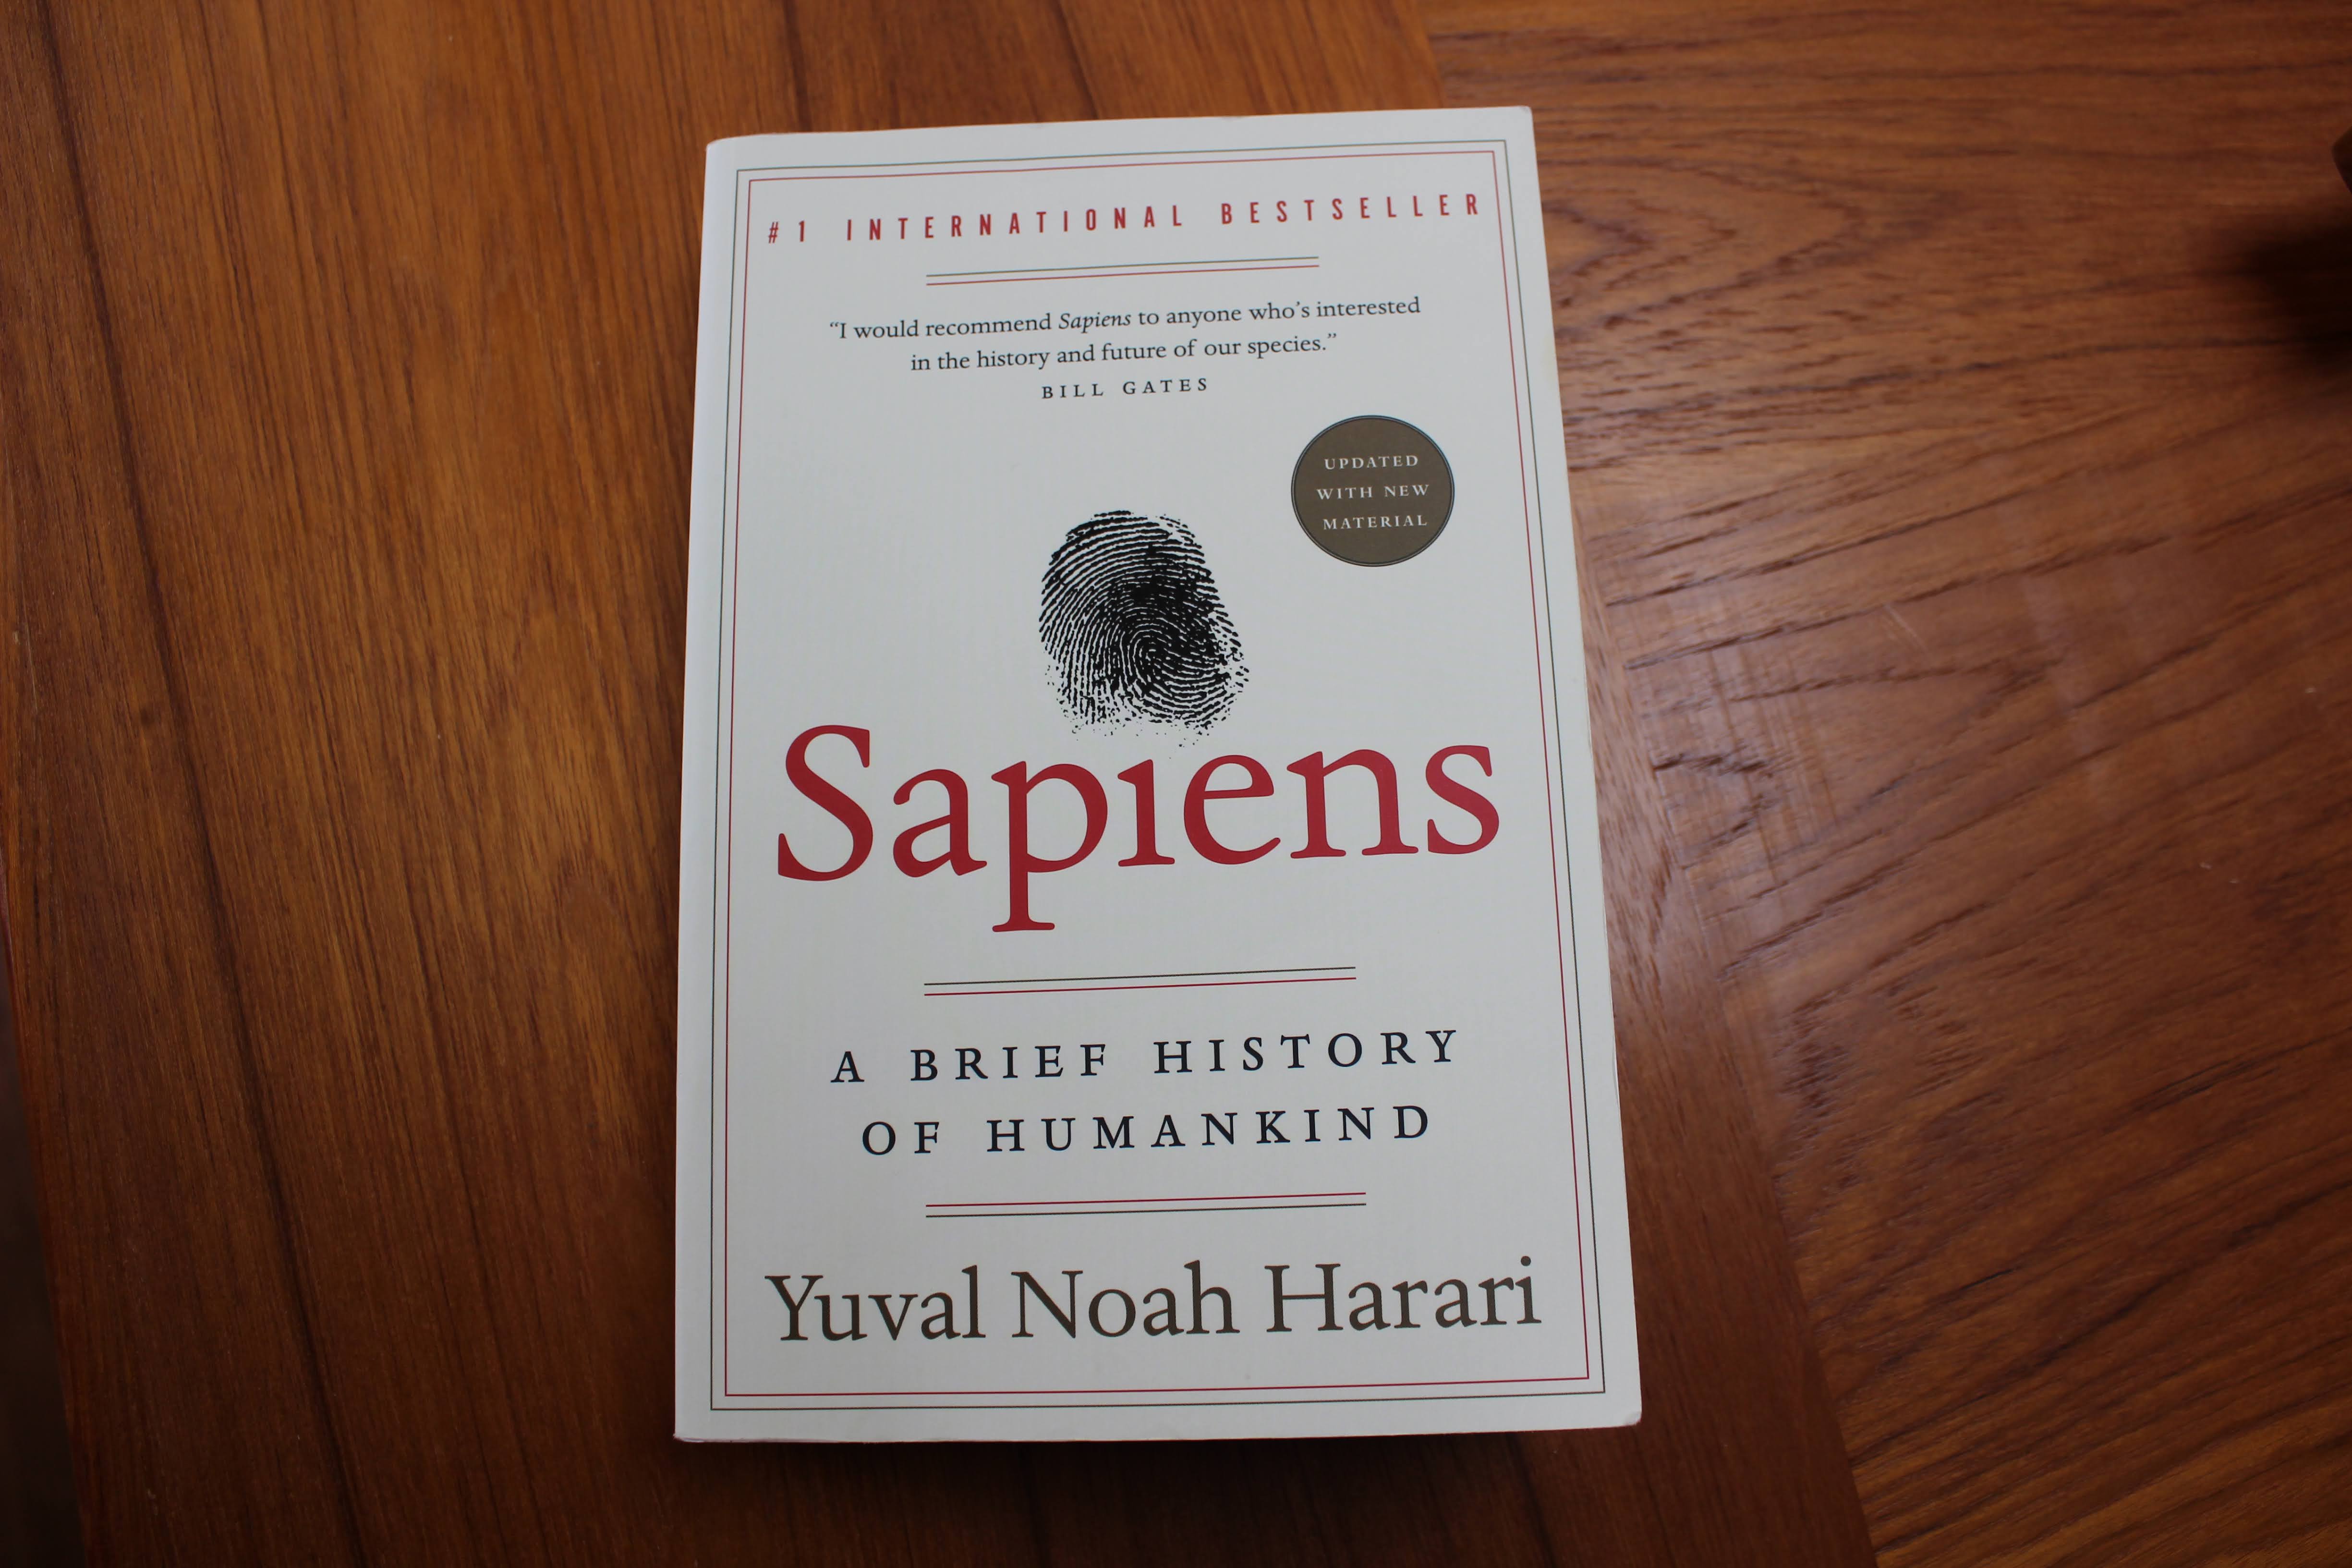 #1 INTERNATIONAL BESTSELLER
“I would recommend Sapiens to anyone who’s interested
in the history and future of our species.”
BILL GATES
UPDATED
WITH NEW
MATERIAL
Sapiens
A BRIEF HISTORY
OF HUMANKIND
Yuval Noah Harari